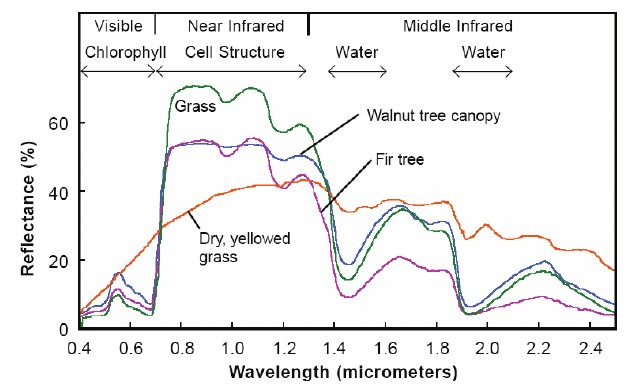 Visible Near Infrared Middle Infrared
Chlorophyll Cell Structure Water Water
Grass
Walnut tree canopy
Fir tree
Dry, yellowed
grass
Reflectance (%)
60
40
20
0
0.4 0.6 0.8 1.0 1.2 1.4 1.6 1.8 2.0 2.2 2.4
Wavelength (micrometers)